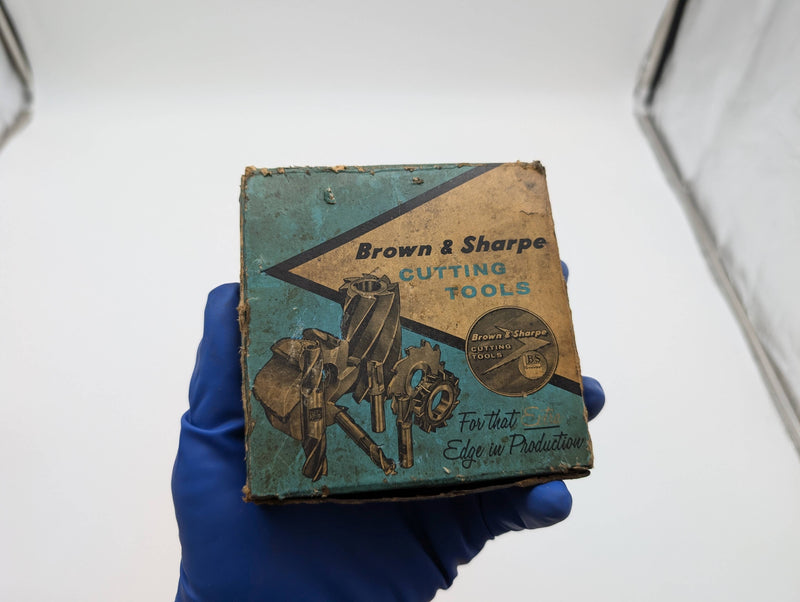 Brown & Sharpe
CUTTING
TOOLS
Brown & Sharpe
CUTTING
TOOLS
BS
For that
Edge in Production